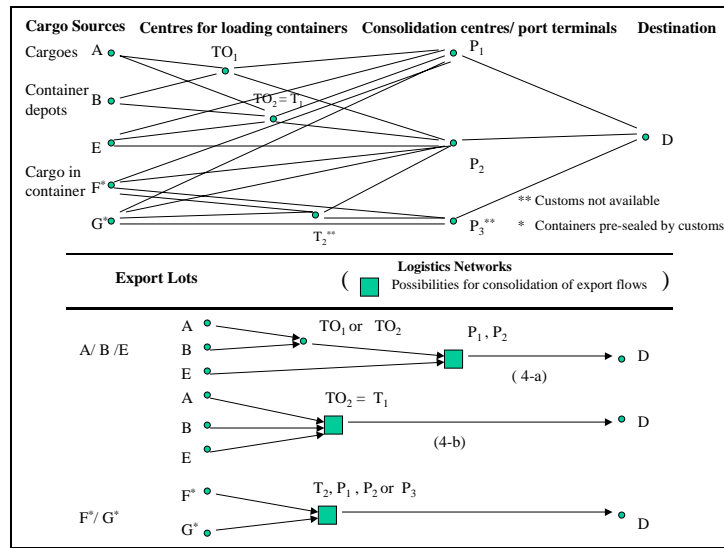 Cargo Sources Centres for loading containers Consolidation centres/ port terminals Destination
Cargoes A TO₁ P₁
Container depots B TO₂ = T₁
E P₂ D
Cargo in container F* ** Customs not available
G* T₂** P₃** * Containers pre-sealed by customs
Export Lots ( Logistics Networks )
Possibilities for consolidation of export flows
A TO₁ or TO₂ P₁ , P₂
A/ B /E B D
E ( 4-a)
A TO₂ = T₁
B D
E (4-b)
F* T₂, P₁ , P₂ or P₃
F*/ G* D
G*